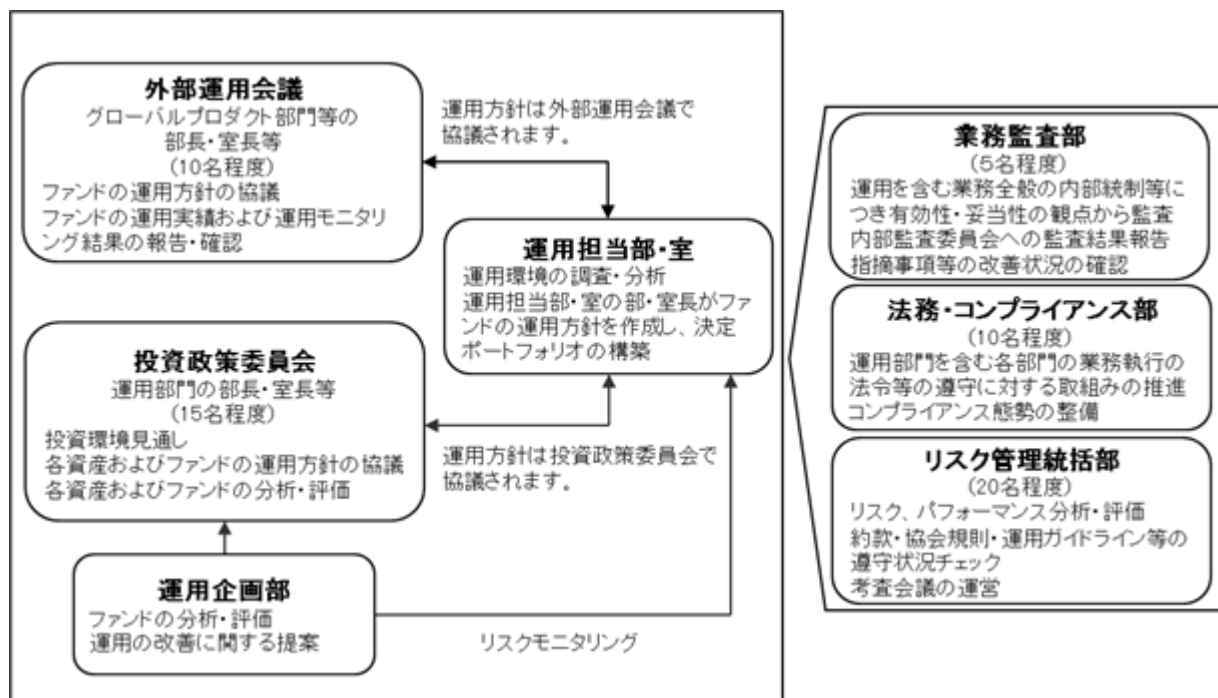 外部運用会議
グローバルプロダクト部門等の
部長・室長等
(10名程度)
ファンドの運用方針の協議
ファンドの運用実績および運用モニタリ
ング結果の報告・確認
運用方針は外部運用会議で
協議されます。
運用担当部・室
運用環境の調査・分析
運用担当部・室の部・室長がファ
ンドの運用方針を作成し、決定
ポートフォリオの構築
投資政策委員会
運用部門の部長・室長等
(15名程度)
投資環境見通し
各資産およびファンドの運用方針の協議
各資産およびファンドの分析・評価
運用方針は投資政策委員会で
協議されます。
運用企画部
ファンドの分析・評価
運用の改善に関する提案
リスクモニタリング
業務監査部
(5名程度)
運用を含む業務全般の内部統制等に
つき有効性・妥当性の観点から監査
内部監査委員会への監査結果報告
指摘事項等の改善状況の確認
法務・コンプライアンス部
(10名程度)
運用部門を含む各部門の業務執行の
法令等の遵守に対する取組みの推進
コンプライアンス態勢の整備
リスク管理統括部
(20名程度)
リスク、パフォーマンス分析・評価
約款・協会規則・運用ガイドライン等の
遵守状況チェック
考査会議の運営